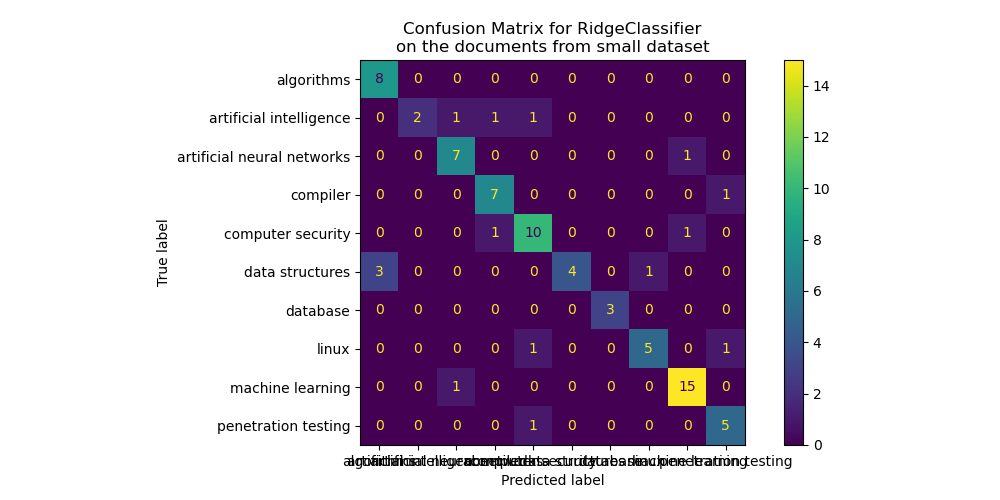 Confusion Matrix for RidgeClassifier
on the documents from small dataset
algorithms 8 0 0 0 0 0 0 0 0 0
artificial intelligence 0 2 1 1 1 0 0 0 0 0
artificial neural networks 0 0 7 0 0 0 0 0 1 0
compiler 0 0 0 7 0 0 0 0 0 1
computer security 0 0 0 1 10 0 0 0 1 0
data structures 3 0 0 0 0 4 0 1 0 0
database 0 0 0 0 0 0 3 0 0 0
linux 0 0 0 0 1 0 0 5 0 1
machine learning 0 0 1 0 0 0 0 0 15 0
penetration testing 0 0 0 0 1 0 0 0 0 5
True label
penetration testing
Predicted label
14
12
10
8
6
4
2
0